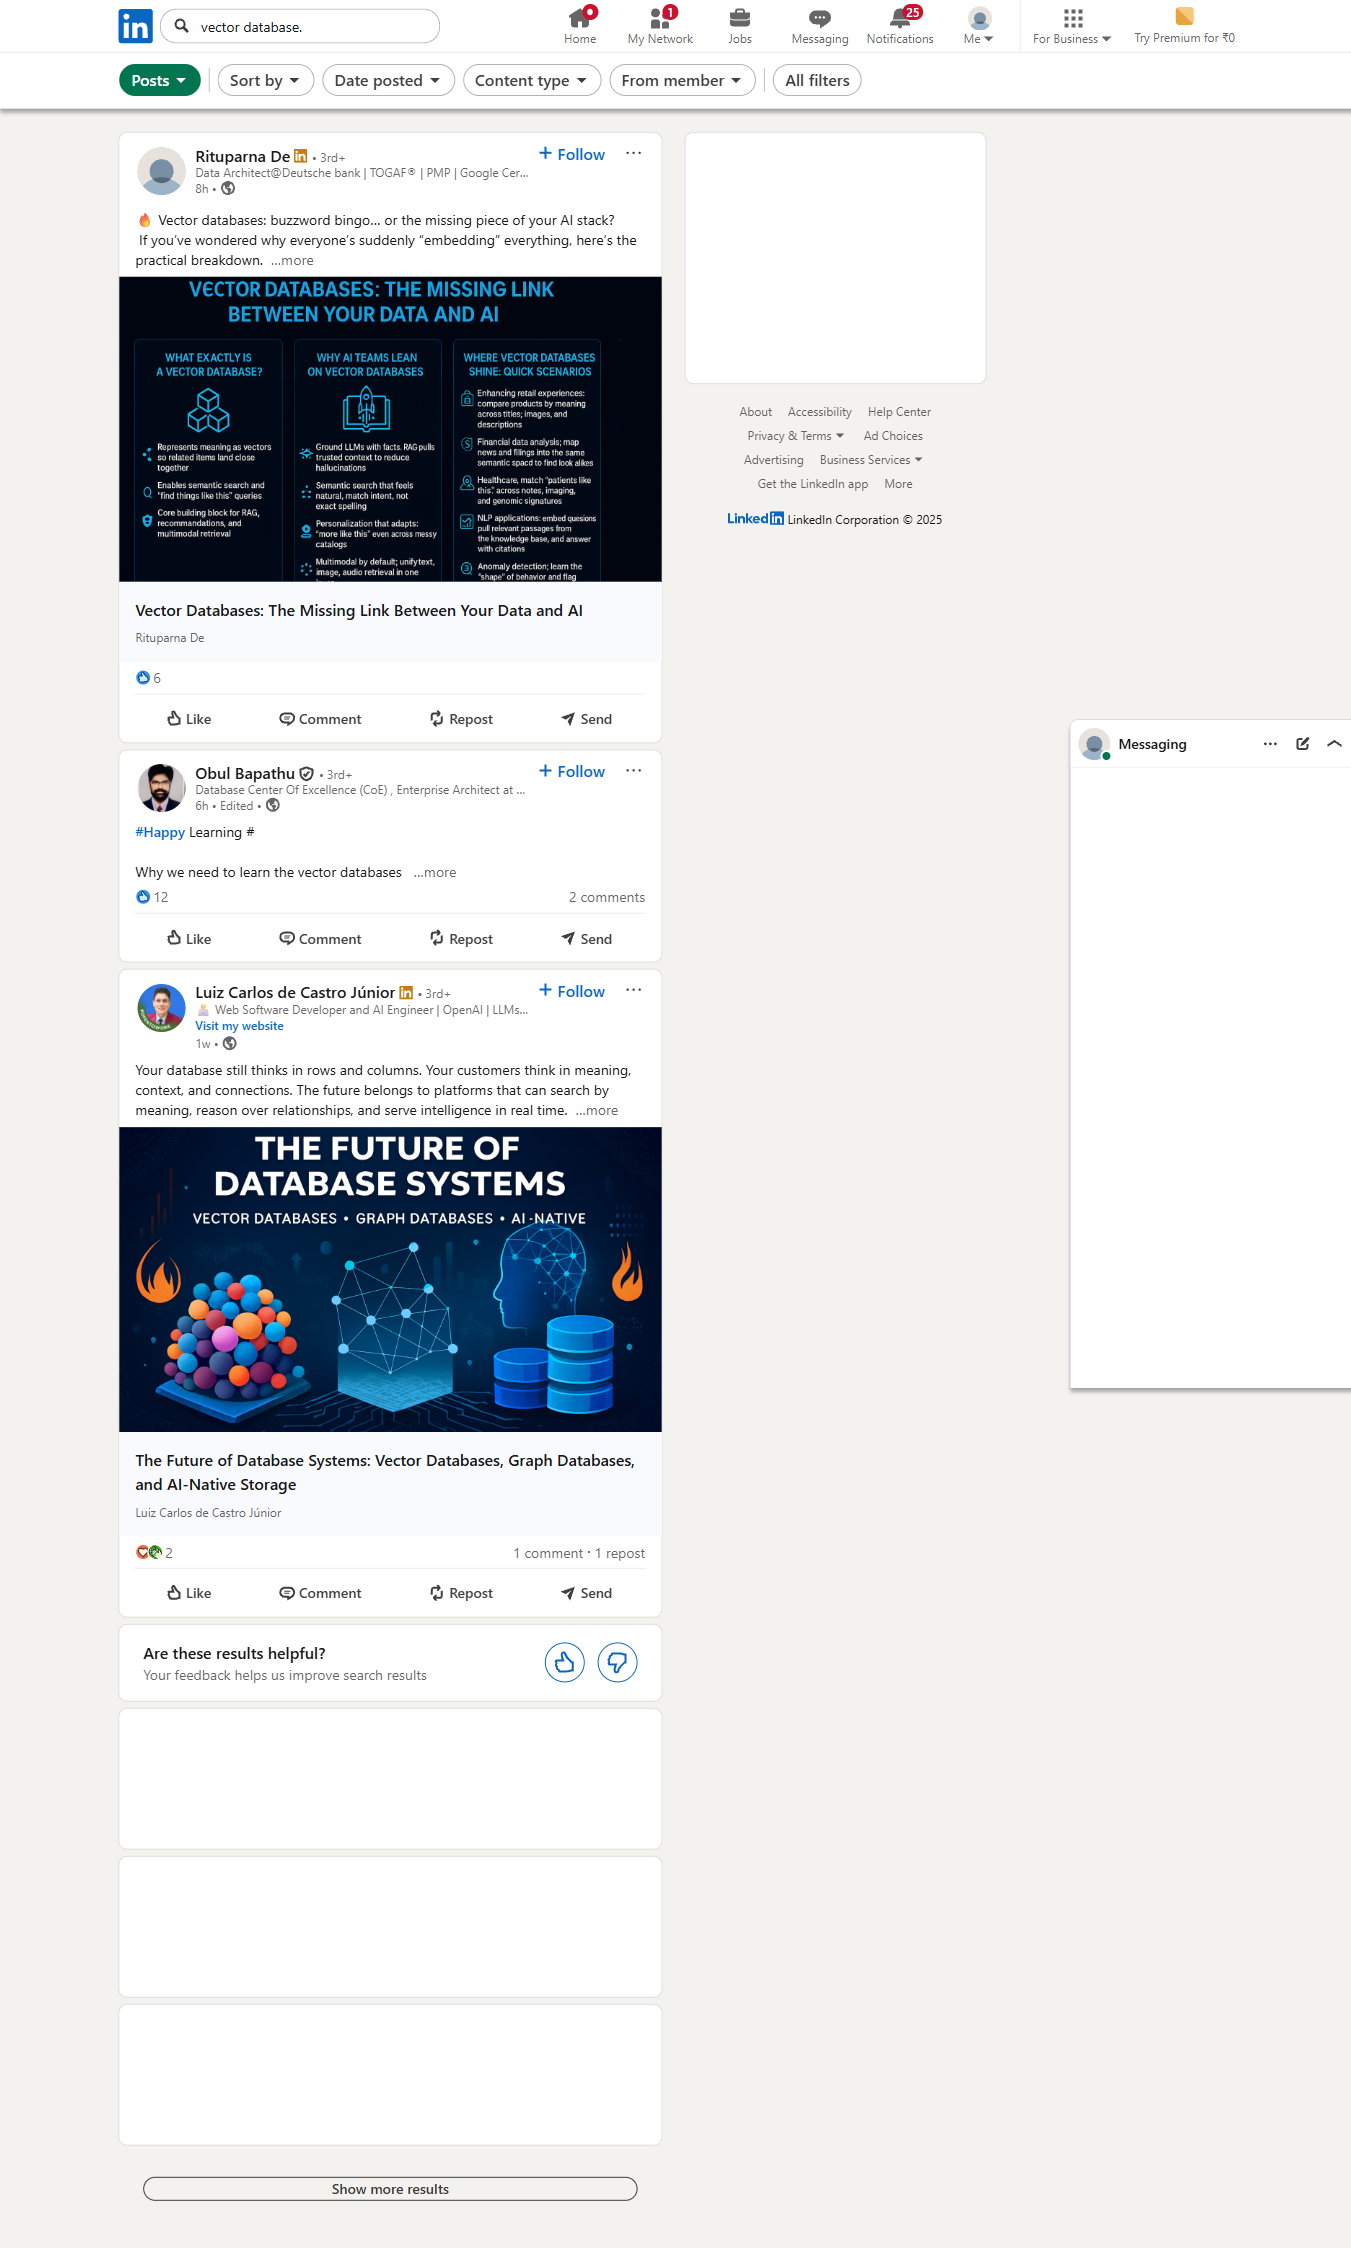 in
vector database.
Home
1
My Network
Jobs
Messaging
25
Notifications
Me
For Business
Try Premium for ₹0
Posts
Sort by
Date posted
Content type
From member
All filters
Rituparna De in • 3rd+
Data Architect@Deutsche bank | TOGAF® | PMP | Google Cer...
8h •
+ Follow
🔥 Vector databases: buzzword bingo… or the missing piece of your AI stack?
If you’ve wondered why everyone’s suddenly “embedding” everything, here’s the
practical breakdown. …more
VECTOR DATABASES: THE MISSING LINK
BETWEEN YOUR DATA AND AI
WHAT EXACTLY IS
A VECTOR DATABASE?
Represents meaning as vectors
so related items land close
together
Enables semantic search and
"find things like this" queries
Core building block for RAG,
recomandations, and
multimodal retrieval
WHY AI TEAMS LEAN
ON VECTOR DATABASES
Ground LLMs with facts. RAG pulls
trusted context to reduce
hallucinations
Semantic search that feels
natural, match intent, not
exact spelling
Personalization that adapts:
"more like this" even across messy
catalogs
Multimodal by default; unify text,
image, audio retrieval in one
WHERE VECTOR DATABASES
SHINE: QUICK SCENARIOS
Enhancing retail experiences:
compare products by meaning
across titles; images, and
descriptions
Financial data analysis; map
news and filings into the same
semantic spacd to find look alikes
Healthcare, match "patients like
this". across notes, imaging,
and genomic signatures
NLP applications: embed quesions
pull relevant passages from
the knowledge base, and answer
with citations
Anomaly detection; learn the
"shape" of behavior and flag
Vector Databases: The Missing Link Between Your Data and AI
Rituparna De
6
Like
Comment
Repost
Send
Obul Bapathu • 3rd+
Database Center Of Excellence (CoE) , Enterprise Architect at ...
6h • Edited •
+ Follow
#Happy Learning #
Why we need to learn the vector databases …more
12
2 comments
Like
Comment
Repost
Send
Luiz Carlos de Castro Júnior in • 3rd+
Web Software Developer and AI Engineer | OpenAI | LLMs...
Visit my website
1w •
+ Follow
#OPENTOWORK
Your database still thinks in rows and columns. Your customers think in meaning,
context, and connections. The future belongs to platforms that can search by
meaning, reason over relationships, and serve intelligence in real time. …more
THE FUTURE OF
DATABASE SYSTEMS
VECTOR DATABASES • GRAPH DATABASES • AI-NATIVE
The Future of Database Systems: Vector Databases, Graph Databases,
and AI-Native Storage
Luiz Carlos de Castro Júnior
2
1 comment · 1 repost
Like
Comment
Repost
Send
Are these results helpful?
Your feedback helps us improve search results
Show more results
About
Accessibility
Help Center
Privacy & Terms
Ad Choices
Advertising
Business Services
Get the LinkedIn app
More
LinkedIn LinkedIn Corporation © 2025
Messaging